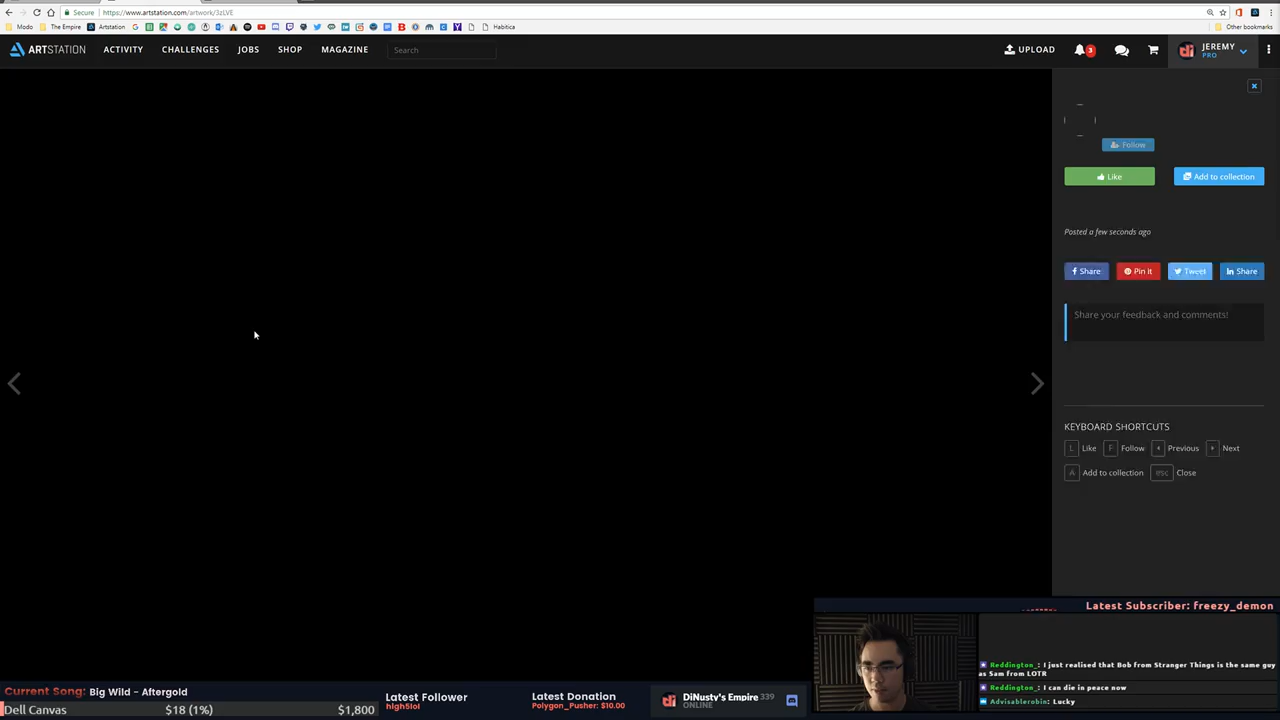 Secure https://www.artstation.com/artwork/3zLVE
Modo The Empire Artstation Habitica Other bookmarks
ARTSTATION ACTIVITY CHALLENGES JOBS SHOP MAGAZINE Search UPLOAD 3 JEREMY
PRO
Follow
Like Add to collection
Posted a few seconds ago
Share Pin it Tweet Share
Share your feedback and comments!
KEYBOARD SHORTCUTS
L Like F Follow Previous Next
A Add to collection esc Close
Latest Subscriber: freezy_demon
Reddington_: I just realised that Bob from Stranger Things is the same guy
as Sam from LOTR
Reddington_: I can die in peace now
Advisablerobin: Lucky
Current Song: Big Wild - Aftergold
Dell Canvas $18 (1%) $1,800
Latest Follower
h1gh5lol
Latest Donation
Polygon_Pusher: $10.00
di DiNusty's Empire 339
ONLINE